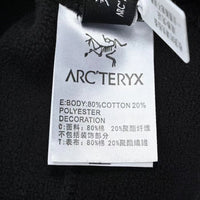 ARC'TERYX
E:BODY:80%COTTON 20%
POLYESTER
DECORATION
C:面料:80%棉 20%聚酯纤维
不包括装饰部分
T:表布:80%棉 20%聚酯纖維